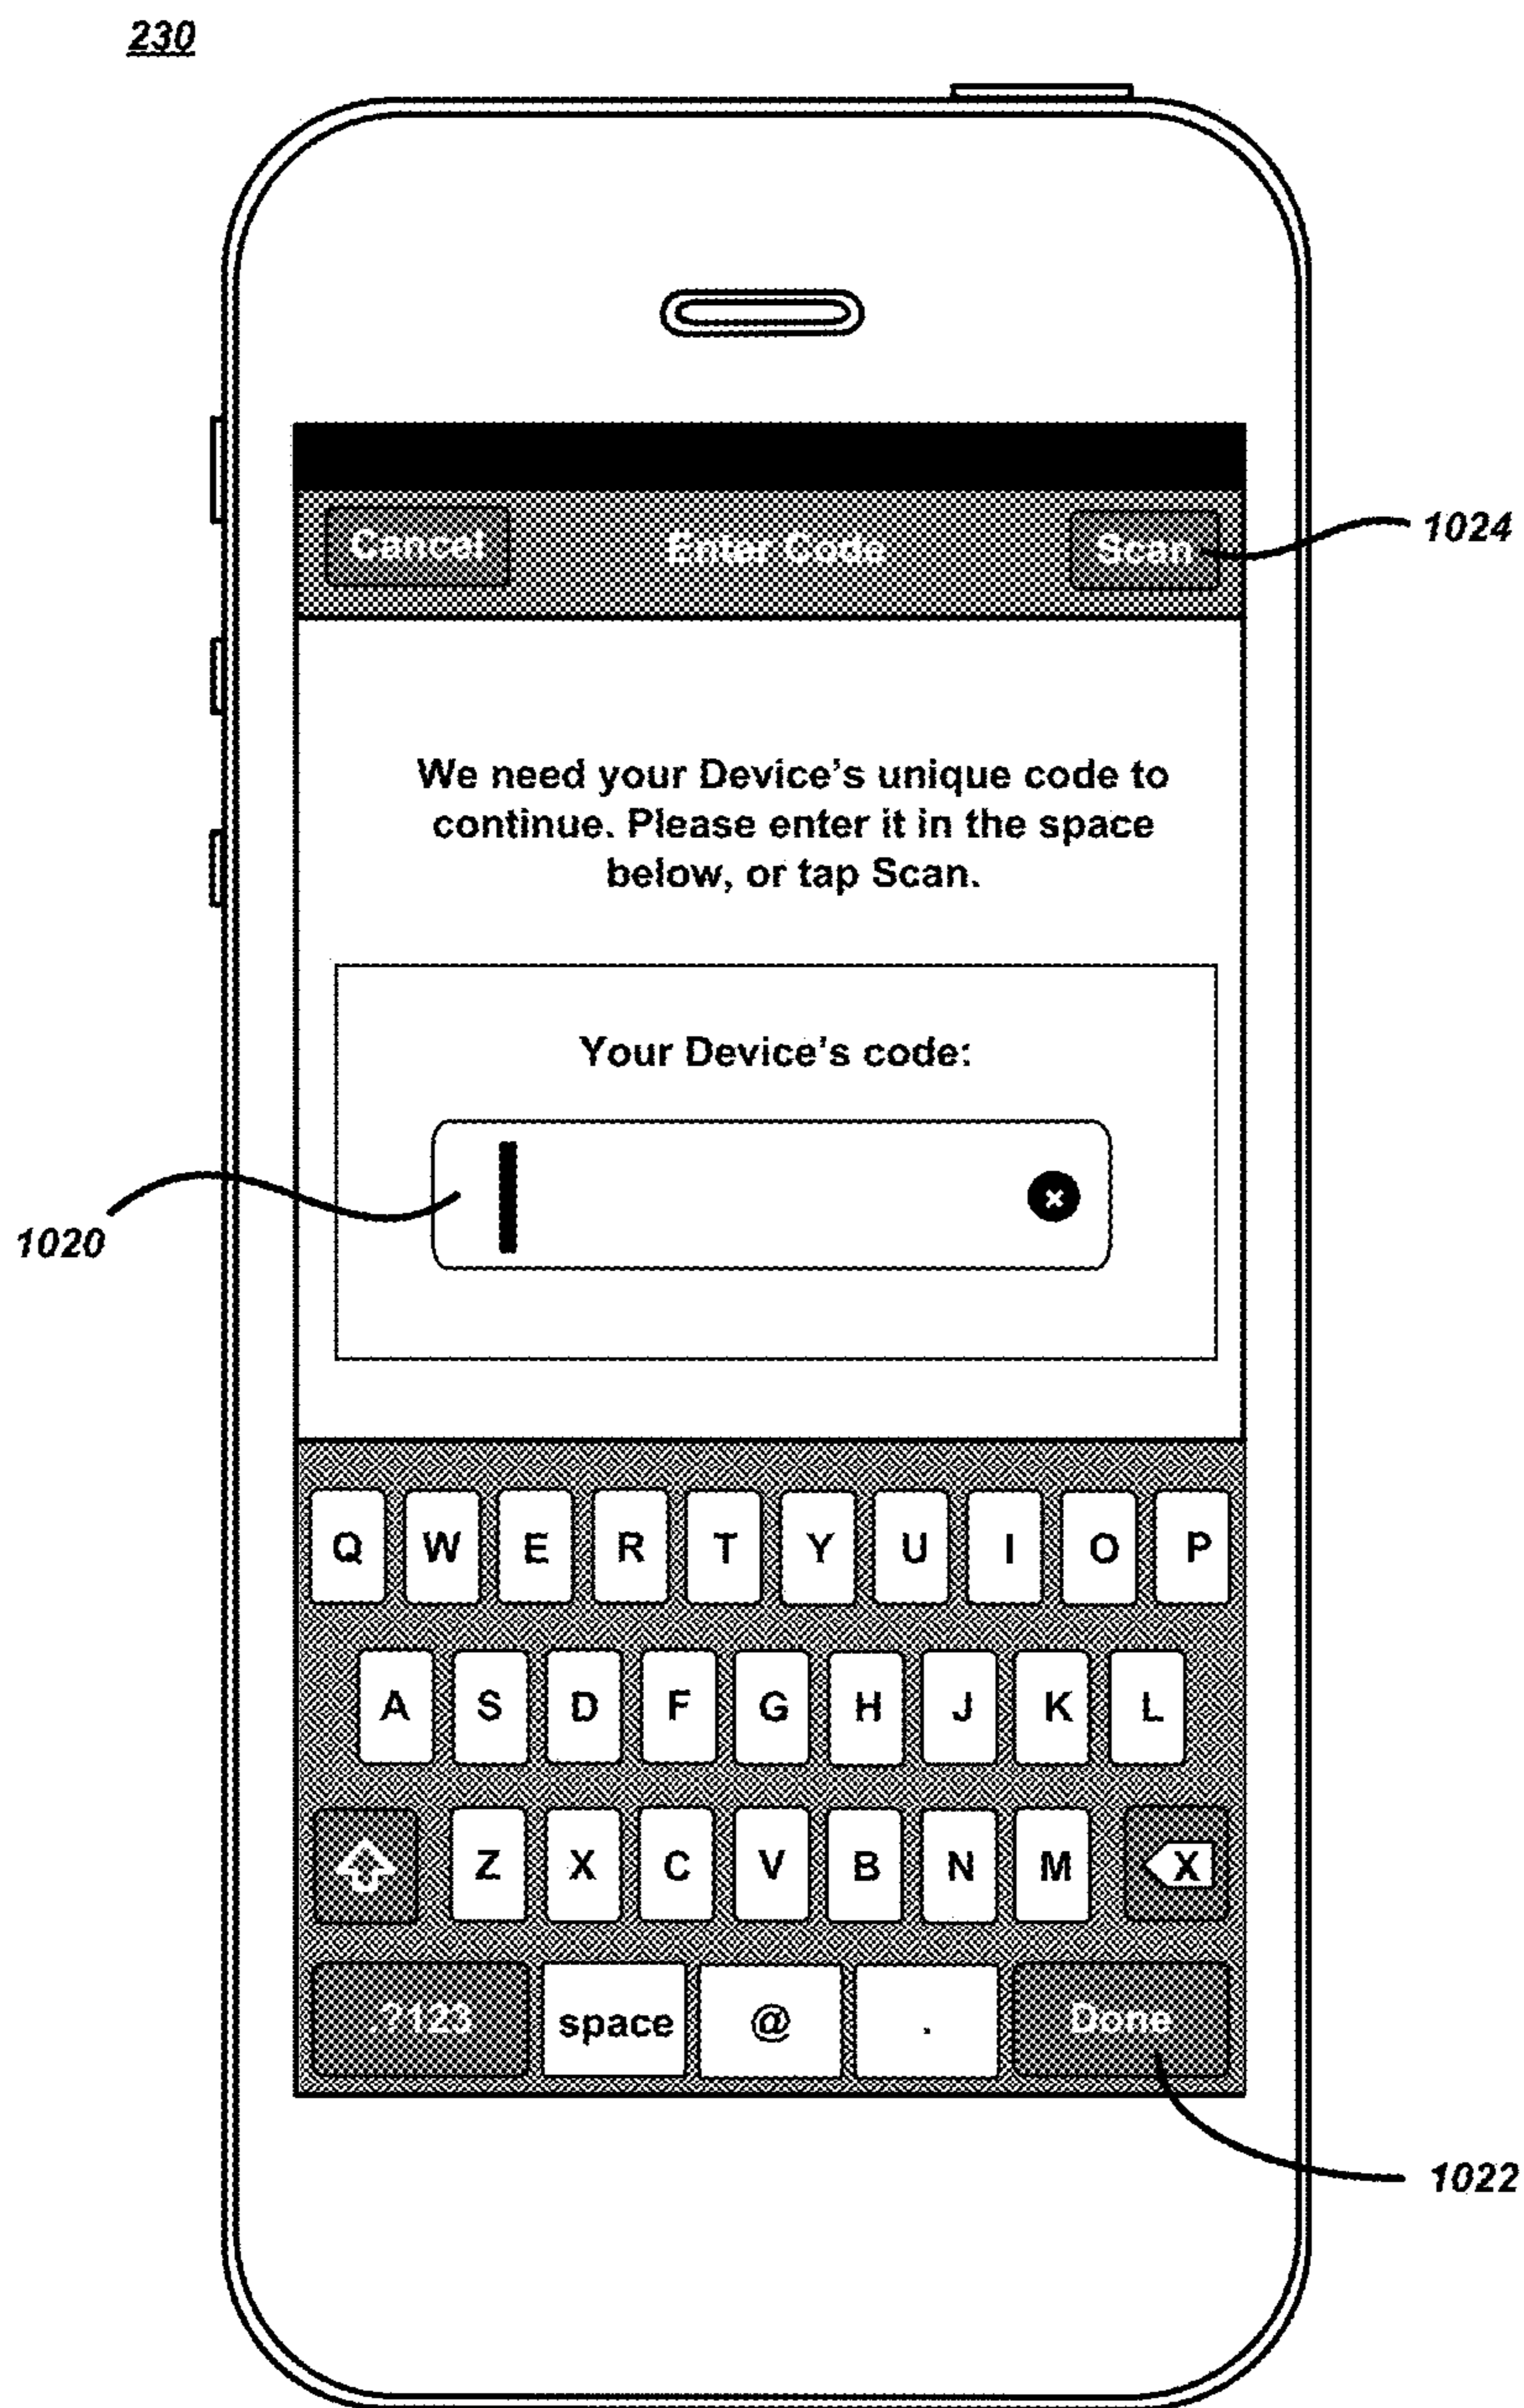 230
Cancel Enter Code Scan
1024
We need your Device's unique code to
continue. Please enter it in the space
below, or tap Scan.
Your Device's code:
1020
Q W E R T Y U I O P
A S D F G H J K L
Z X C V B N M X
.?123 space @ . Done
1022